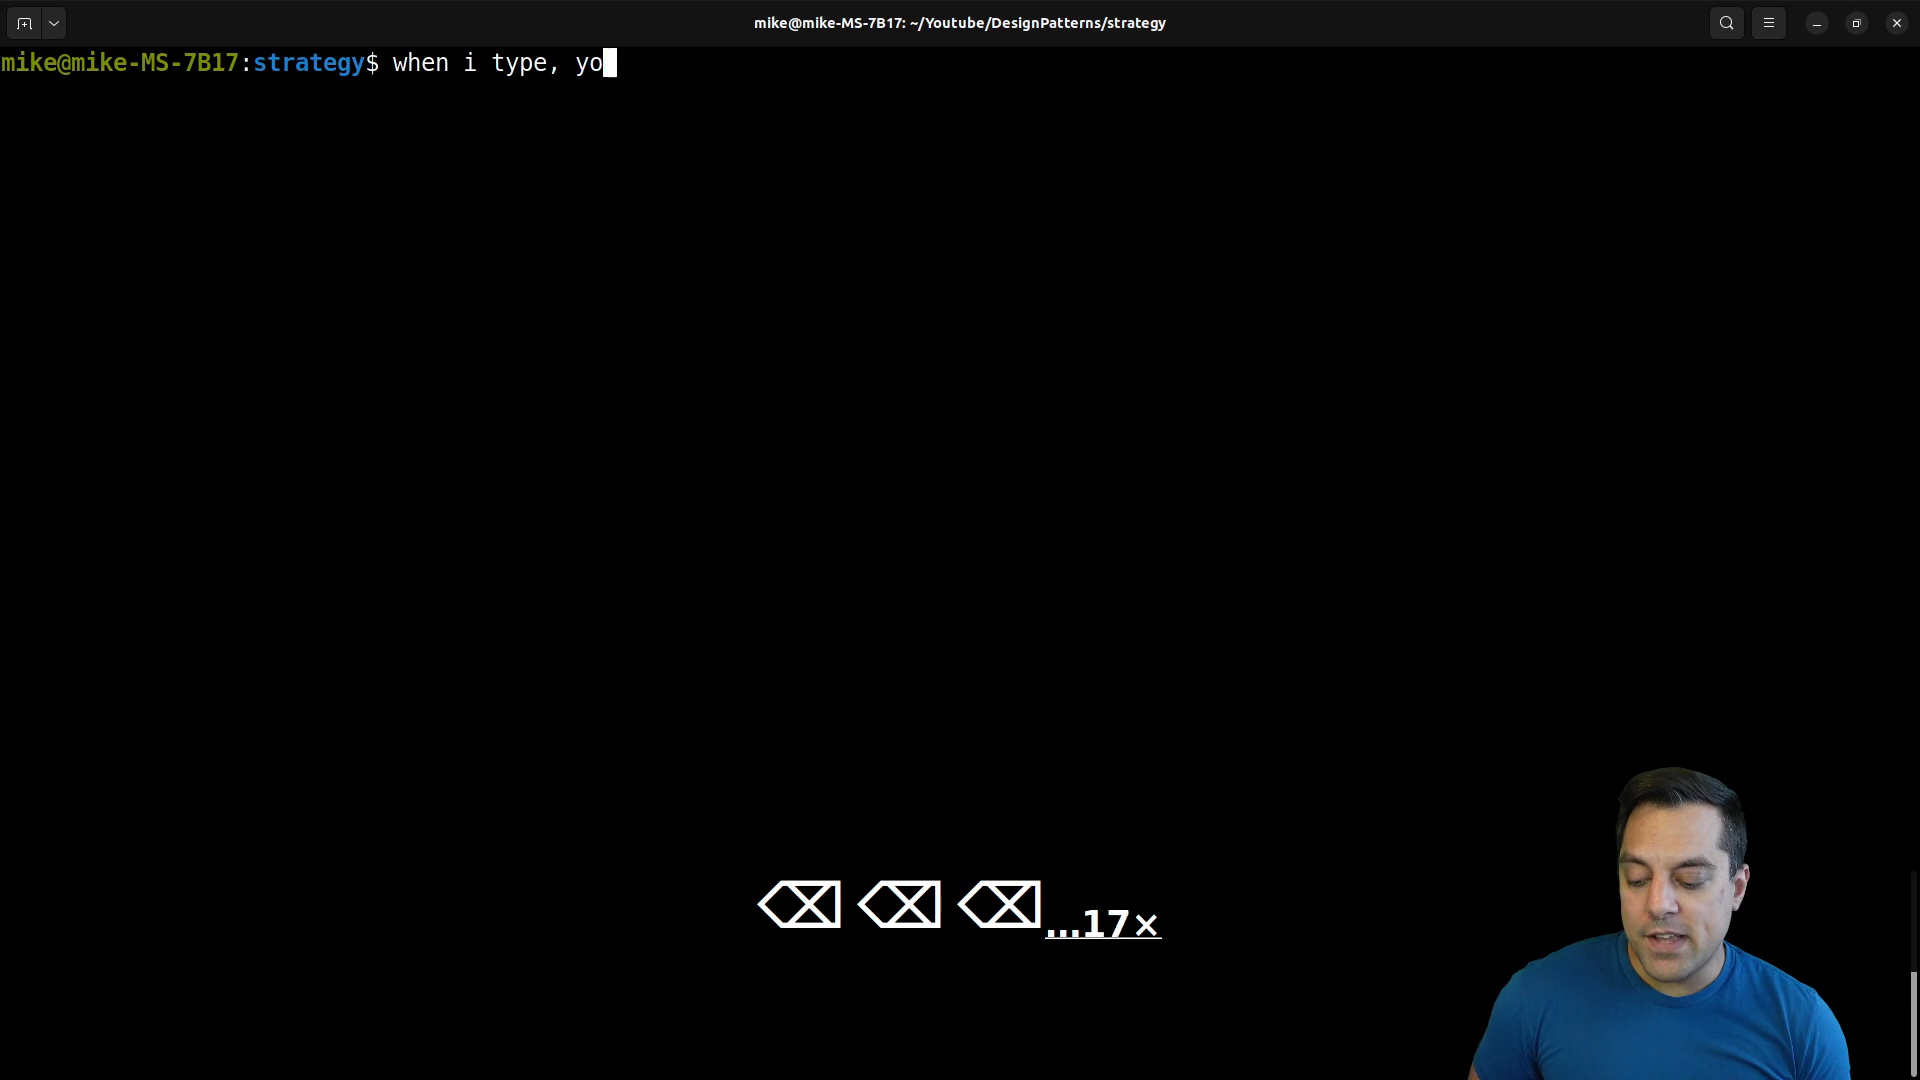 mike@mike-MS-7B17: ~/Youtube/DesignPatterns/strategy
mike@mike-MS-7B17:strategy$ when i type, yo
⌫ ⌫ ⌫...17×